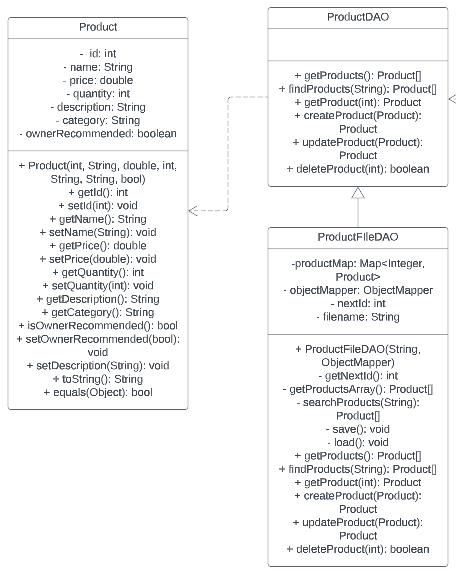 Product
- id: int
- name: String
- price: double
- quantity: int
- description: String
- category: String
- ownerRecommended: boolean
+ Product(int, String, double, int,
String, String, bool)
+ getId(): int
+ setId(int): void
+ getName(): String
+ setName(String): void
+ getPrice(): double
+ setPrice(double): void
+ getQuantity(): int
+ setQuantity(int): void
+ getDescription(): String
+ getCategory(): String
+ isOwnerRecommended(): bool
+ setOwnerRecommended(bool):
void
+ setDescription(String): void
+ toString(): String
+ equals(Object): bool
ProductDAO
+ getProducts(): Product[]
+ findProducts(String): Product[]
+ getProduct(int): Product
+ createProduct(Product):
Product
+ updateProduct(Product):
Product
+ deleteProduct(int): boolean
ProductFIleDAO
-productMap: Map<Integer,
Product>
- objectMapper: ObjectMapper
- nextId: int
- filename: String
+ ProductFileDAO(String,
ObjectMapper)
- getNextId(): int
- getProductsArray(): Product[]
- searchProducts(String):
Product[]
- save(): void
- load(): void
+ getProducts(): Product[]
+ findProducts(String): Product[]
+ getProduct(int): Product
+ createProduct(Product):
Product
+ updateProduct(Product):
Product
+ deleteProduct(int): boolean